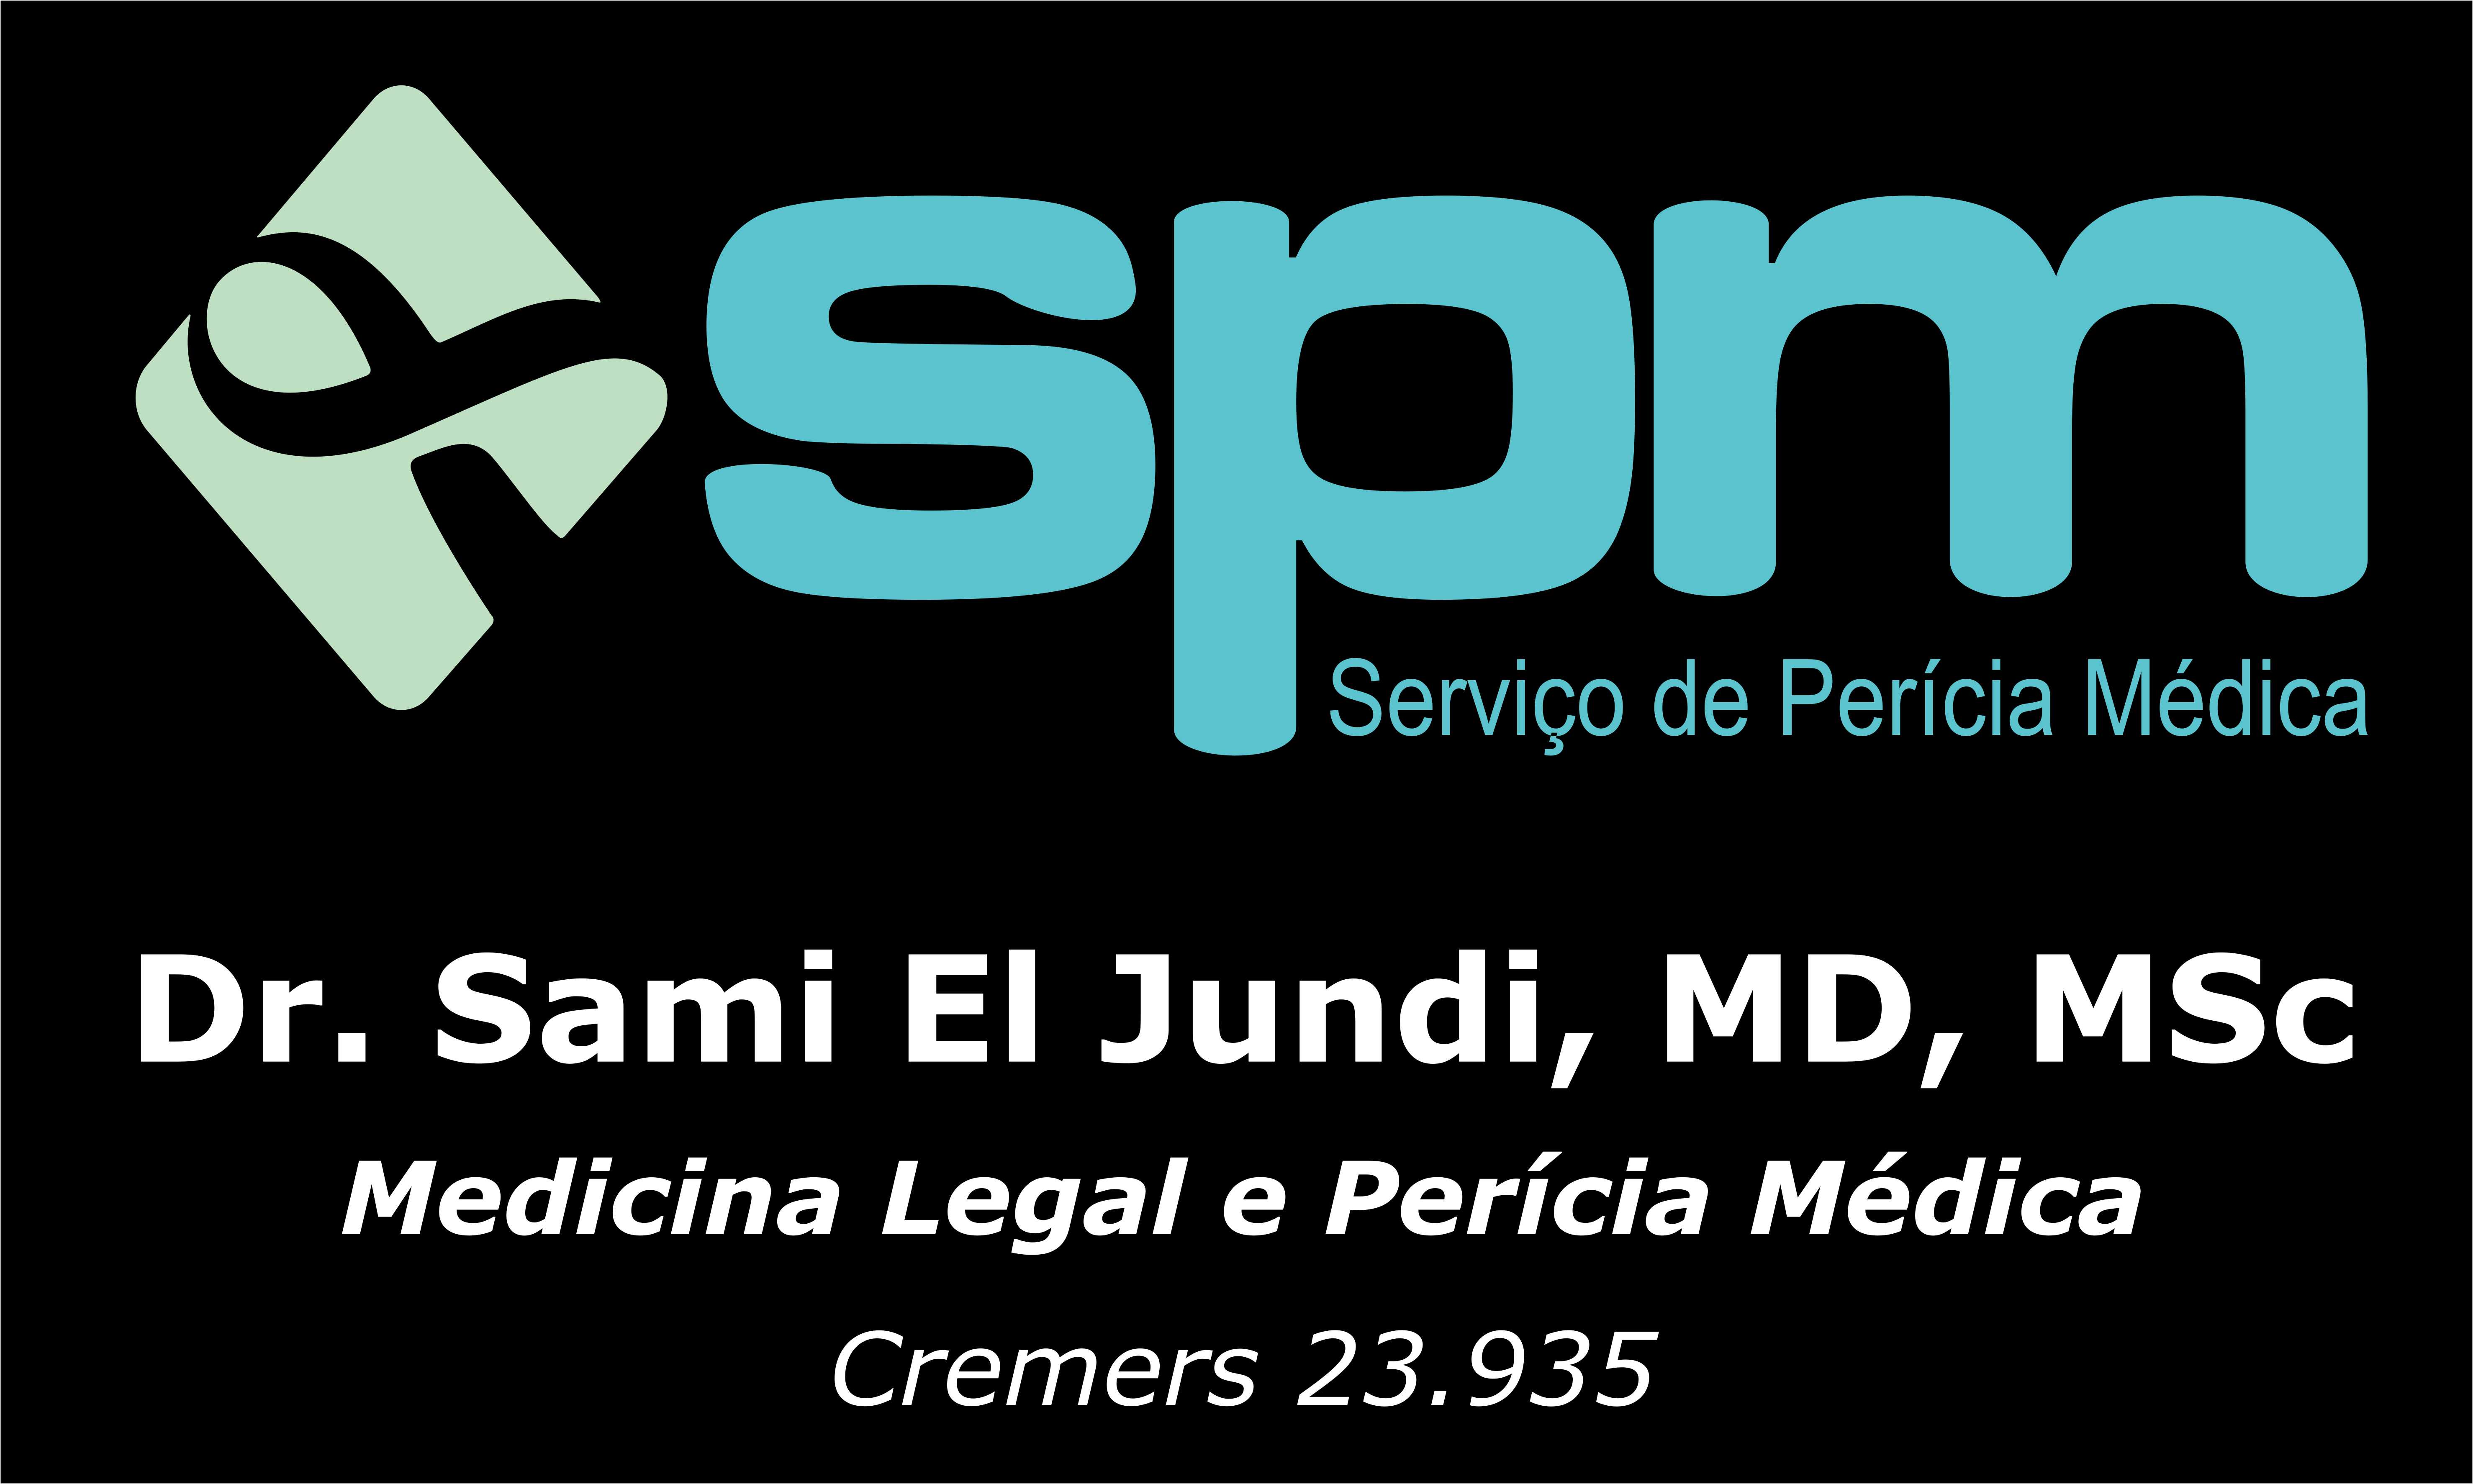 spm
Serviço de Perícia Médica
Dr. Sami El Jundi, MD, MSc
Medicina Legal e Perícia Médica
Cremers 23.935